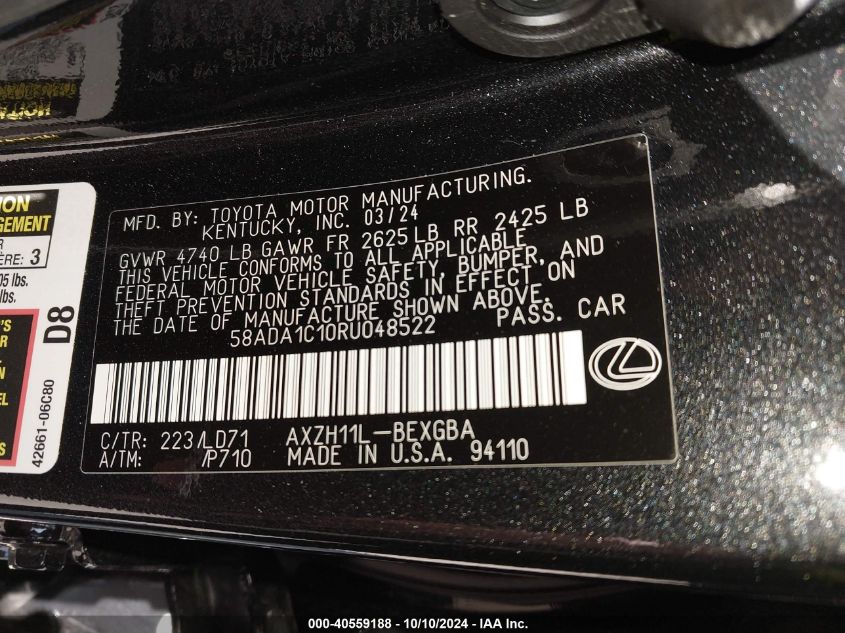 MFD. BY: TOYOTA MOTOR MANUFACTURING.
KENTUCKY, INC. 03/24
GVWR 4740 LB GAWR FR 2625 LB RR 2425 LB
THIS VEHICLE CONFORMS TO ALL APPLICABLE
FEDERAL MOTOR VEHICLE SAFETY, BUMPER, AND
THEFT PREVENTION STANDARDS IN EFFECT ON
THE DATE OF MANUFACTURE SHOWN ABOVE.
58ADA1C10RU048522 PASS. CAR
C/TR: 223/LD71 AXZH11L-BEXGBA
A/TM: /P710 MADE IN U.S.A. 94110
3
lbs.
D8
42661-06C80
000-40559188 - 10/10/2024 - IAA Inc.